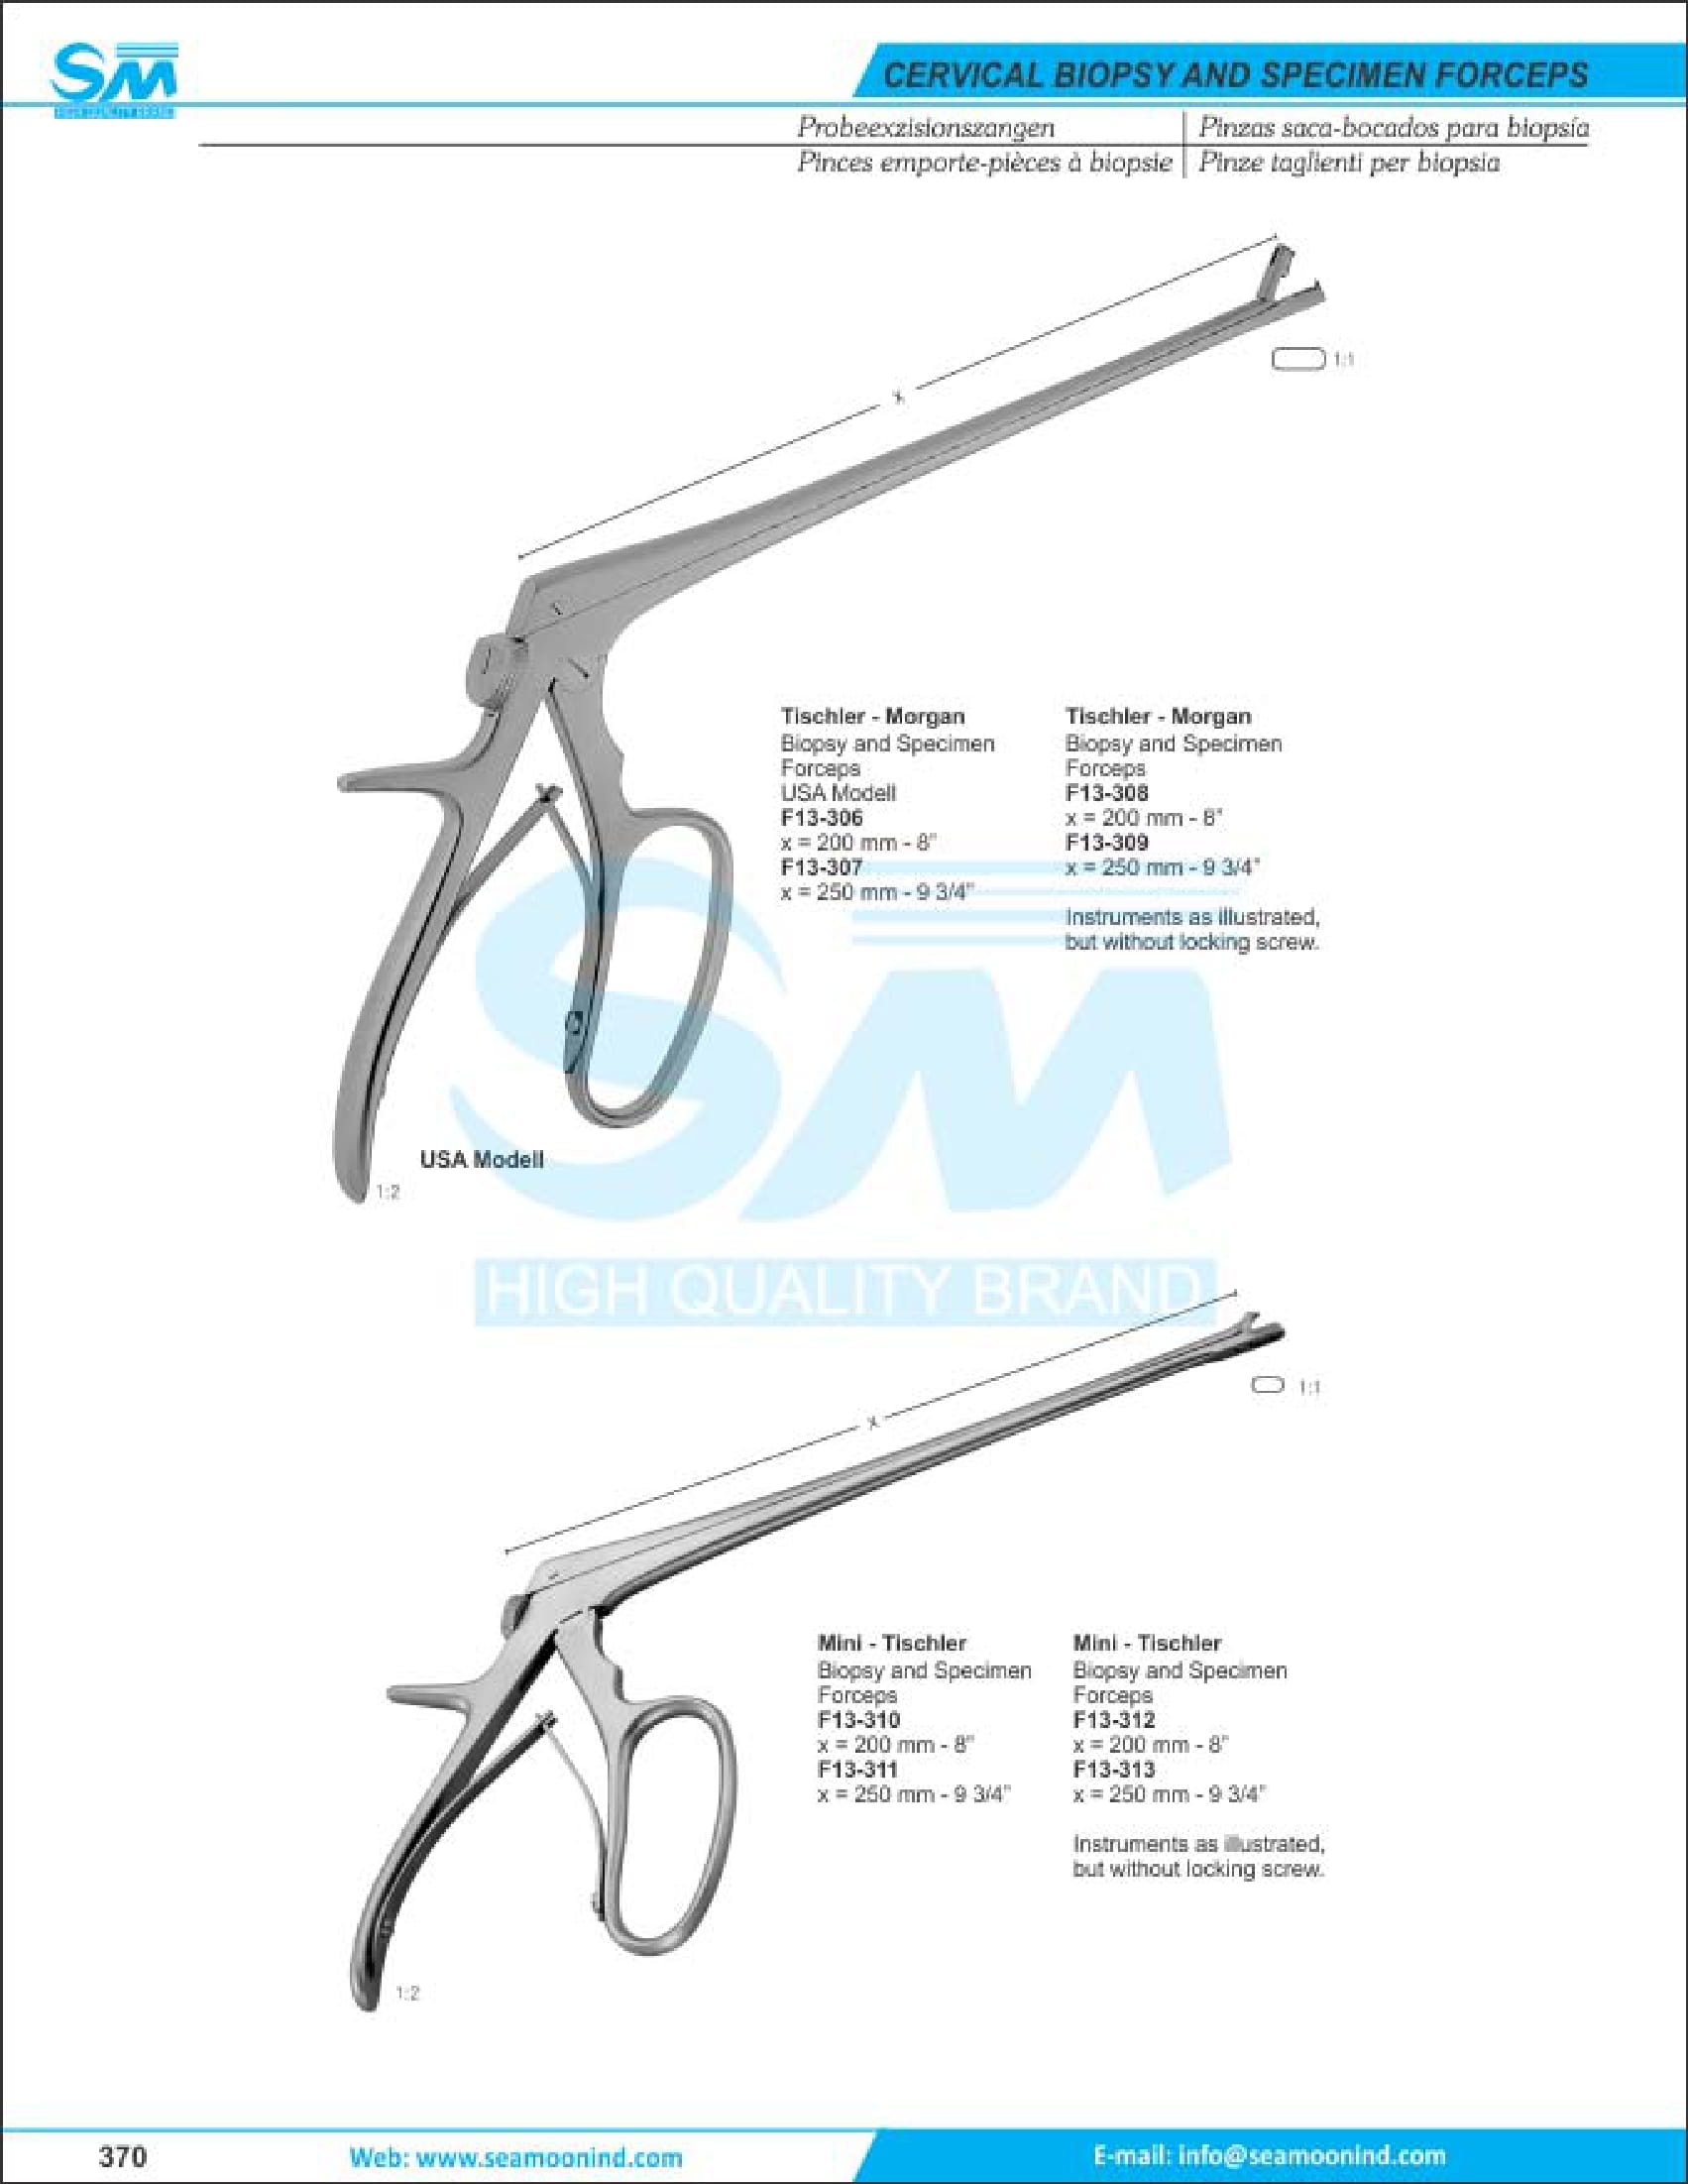 SM
CERVICAL BIOPSY AND SPECIMEN FORCEPS
Probeexzisionszangen
Pinzas saca-bocados para biopsía
Pinces emporte-pièces à biopsie
Pinze taglienti per biopsia
x
1:1
Tischler - Morgan
Biopsy and Specimen
Forceps
USA Modell
F13-306
x = 200 mm - 8"
F13-307
x = 250 mm - 9 3/4"
Tischler - Morgan
Biopsy and Specimen
Forceps
F13-308
x = 200 mm - 8"
F13-309
x = 250 mm - 9 3/4"
Instruments as illustrated,
but without locking screw.
USA Modell
1:2
SM
HIGH QUALITY BRAND
x
1:1
Mini - Tischler
Biopsy and Specimen
Forceps
F13-310
x = 200 mm - 8"
F13-311
x = 250 mm - 9 3/4"
Mini - Tischler
Biopsy and Specimen
Forceps
F13-312
x = 200 mm - 8"
F13-313
x = 250 mm - 9 3/4"
Instruments as illustrated,
but without locking screw.
1:2
370
Web: www.seamoonind.com
E-mail: info@seamoonind.com